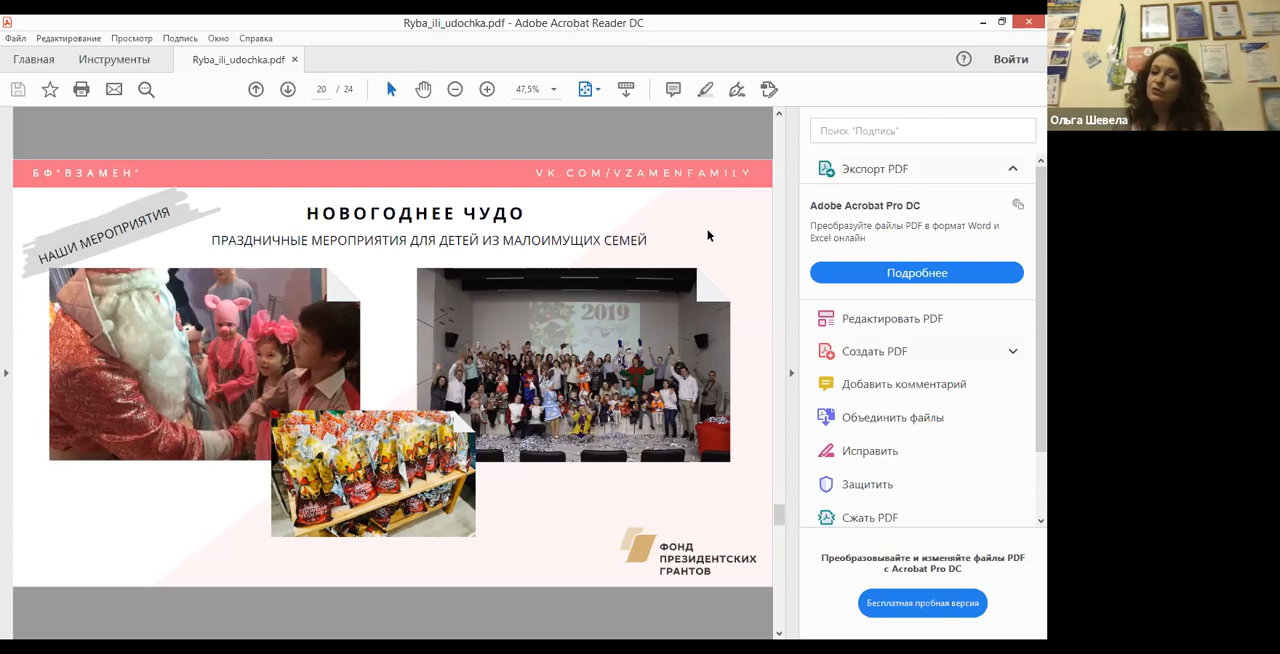 Ryba_ili_udochka.pdf - Adobe Acrobat Reader DC
Файл Редактирование Просмотр Подпись Окно Справка
Главная Инструменты Ryba_ili_udochka.pdf × Войти
20 / 24 47,5%
Ольга Шевела
Поиск "Подпись"
Экспорт PDF
Adobe Acrobat Pro DC
Преобразуйте файлы PDF в формат Word и
Excel онлайн
Подробнее
Редактировать PDF
Создать PDF
Добавить комментарий
Объединить файлы
Исправить
Защитить
Сжать PDF
Преобразовывайте и изменяйте файлы PDF
с Acrobat Pro DC
Бесплатная пробная версия
БФ"ВЗАМЕН"
VK.COM/VZAMENFAMILY
НАШИ МЕРОПРИЯТИЯ
НОВОГОДНЕЕ ЧУДО
ПРАЗДНИЧНЫЕ МЕРОПРИЯТИЯ ДЛЯ ДЕТЕЙ ИЗ МАЛОИМУЩИХ СЕМЕЙ
2019
ФОНД
ПРЕЗИДЕНТСКИХ
ГРАНТОВ